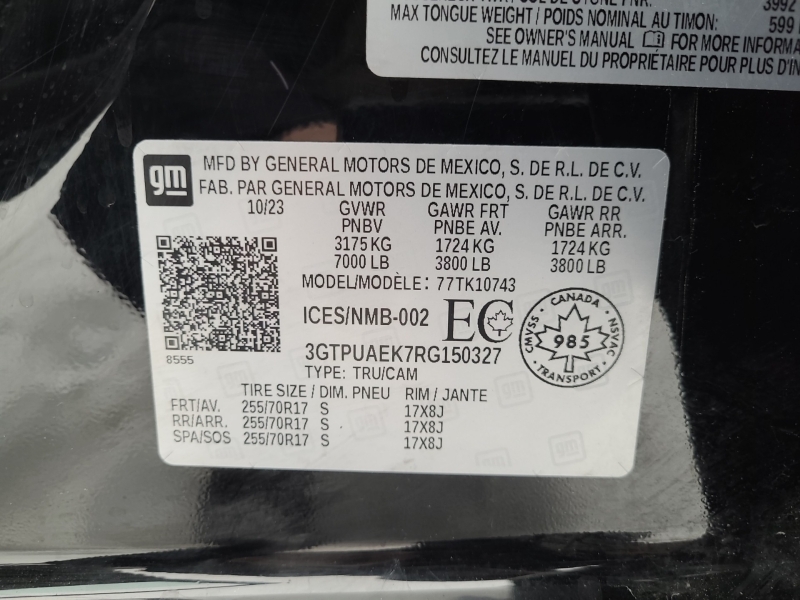 3992
MAX TONGUE WEIGHT / POIDS NOMINAL AU TIMON: 599
SEE OWNER'S MANUAL FOR MORE
CONSULTEZ LE MANUEL DU PROPRIÉTAIRE POUR PLUS
gm
MFD BY GENERAL MOTORS DE MEXICO, S. DE R.L. DE C.V.
FAB. PAR GENERAL MOTORS DE MEXICO, S. DE R.L. DE C.V.
10/23 GVWR GAWR FRT GAWR RR
PNBV PNBE AV. PNBE ARR.
3175 KG 1724 KG 1724 KG
7000 LB 3800 LB 3800 LB
MODEL/MODÈLE: 77TK10743
ICES/NMB-002 EC
CANADA
CMVSS 985 NSVAC
TRANSPORT
8555
3GTPUAEK7RG150327
TYPE: TRU/CAM
TIRE SIZE / DIM. PNEU RIM / JANTE
FRT/AV. 255/70R17 S 17X8J
RR/ARR. 255/70R17 S 17X8J
SPA/SOS 255/70R17 S 17X8J